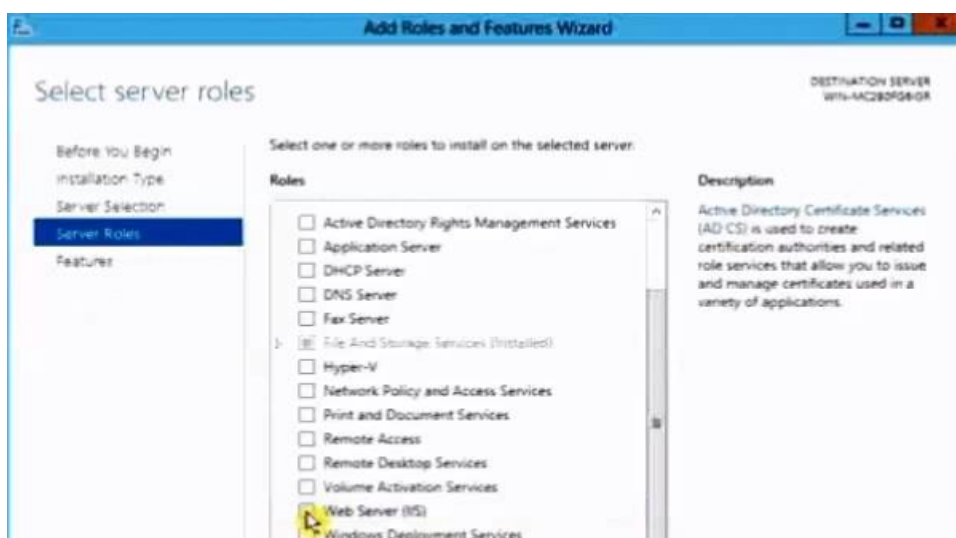 Add Roles and Features Wizard
Select server roles
DESTINATION SERVER
Before You Begin
Installation Type
Server Selection
Server Roles
Features
Select one or more roles to install on the selected server.
Roles
Active Directory Rights Management Services
Application Server
DHCP Server
DNS Server
Fax Server
File And Storage Services (Installed)
Hyper-V
Network Policy and Access Services
Print and Document Services
Remote Access
Remote Desktop Services
Volume Activation Services
Web Server (IIS)
Windows Deployment Services
Description
Active Directory Certificate Services
(AD CS) is used to create
certification authorities and related
role services that allow you to issue
and manage certificates used in a
variety of applications.